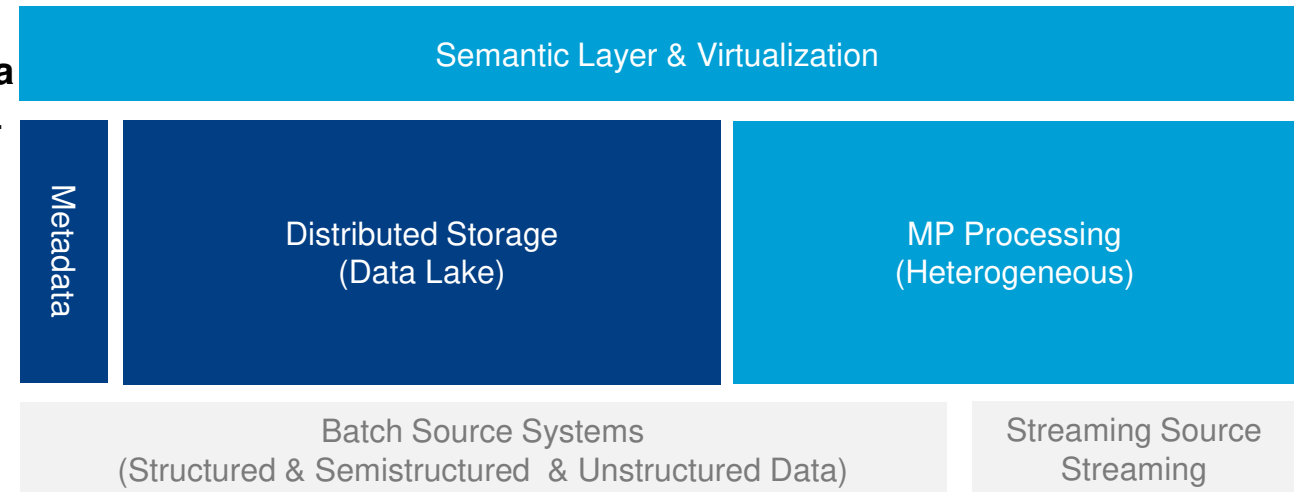 Semantic Layer & Virtualization
a
.
Metadata
Distributed Storage
(Data Lake)
MP Processing
(Heterogeneous)
Batch Source Systems
(Structured & Semistructured & Unstructured Data)
Streaming Source
Streaming